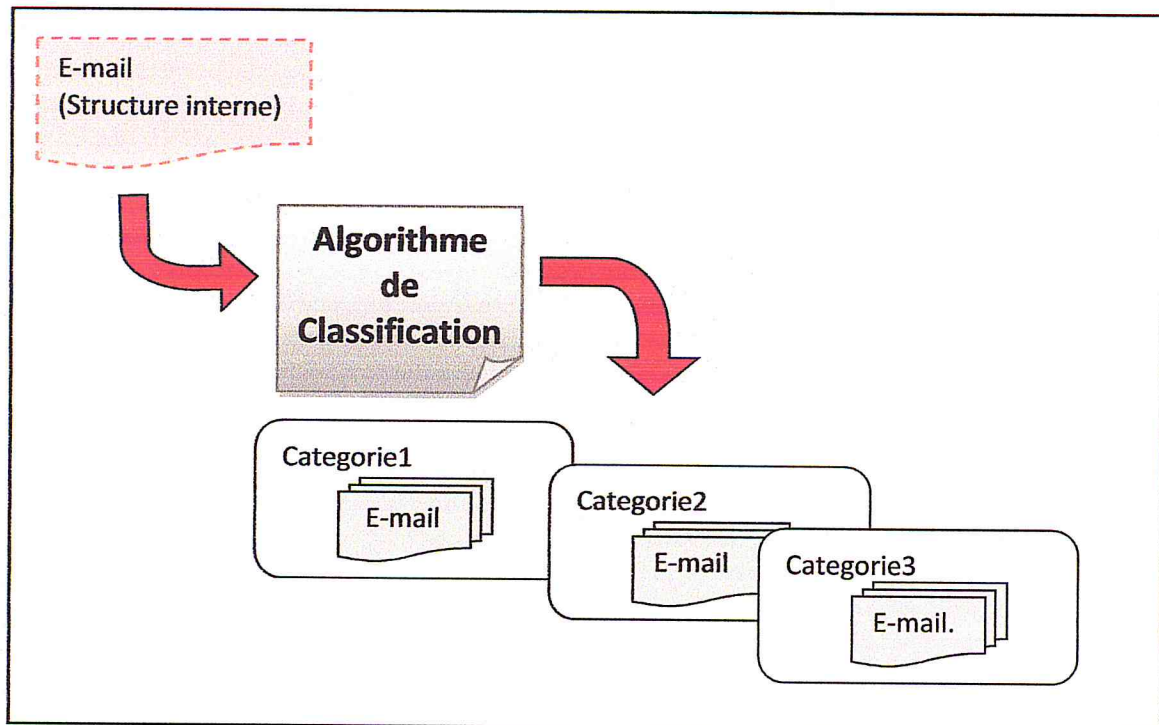 E-mail
(Structure interne)
Algorithme
de
Classification
Categorie1
E-mail
Categorie2
E-mail
Categorie3
E-mail.